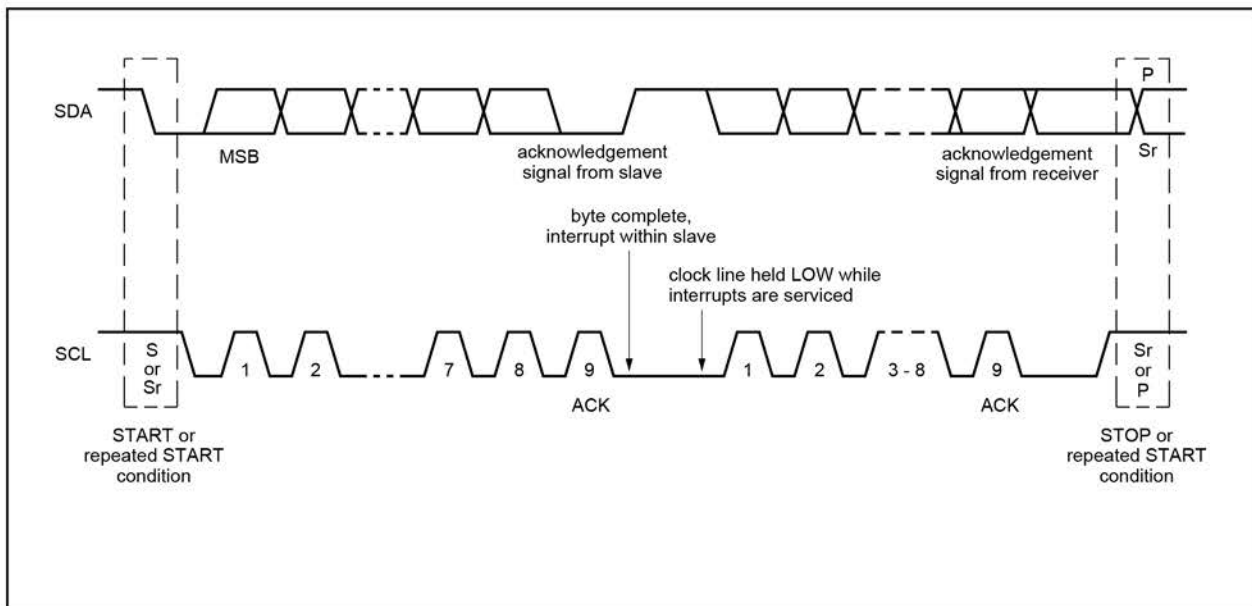 P
SDA
MSB
acknowledgement
signal from slave
acknowledgement
signal from receiver
Sr
byte complete,
interrupt within slave
clock line held LOW while
interrupts are serviced
SCL
S
or
Sr
1
2
7
8
9
1
2
3 - 8
9
Sr
or
P
ACK
ACK
START or
repeated START
condition
STOP or
repeated START
condition